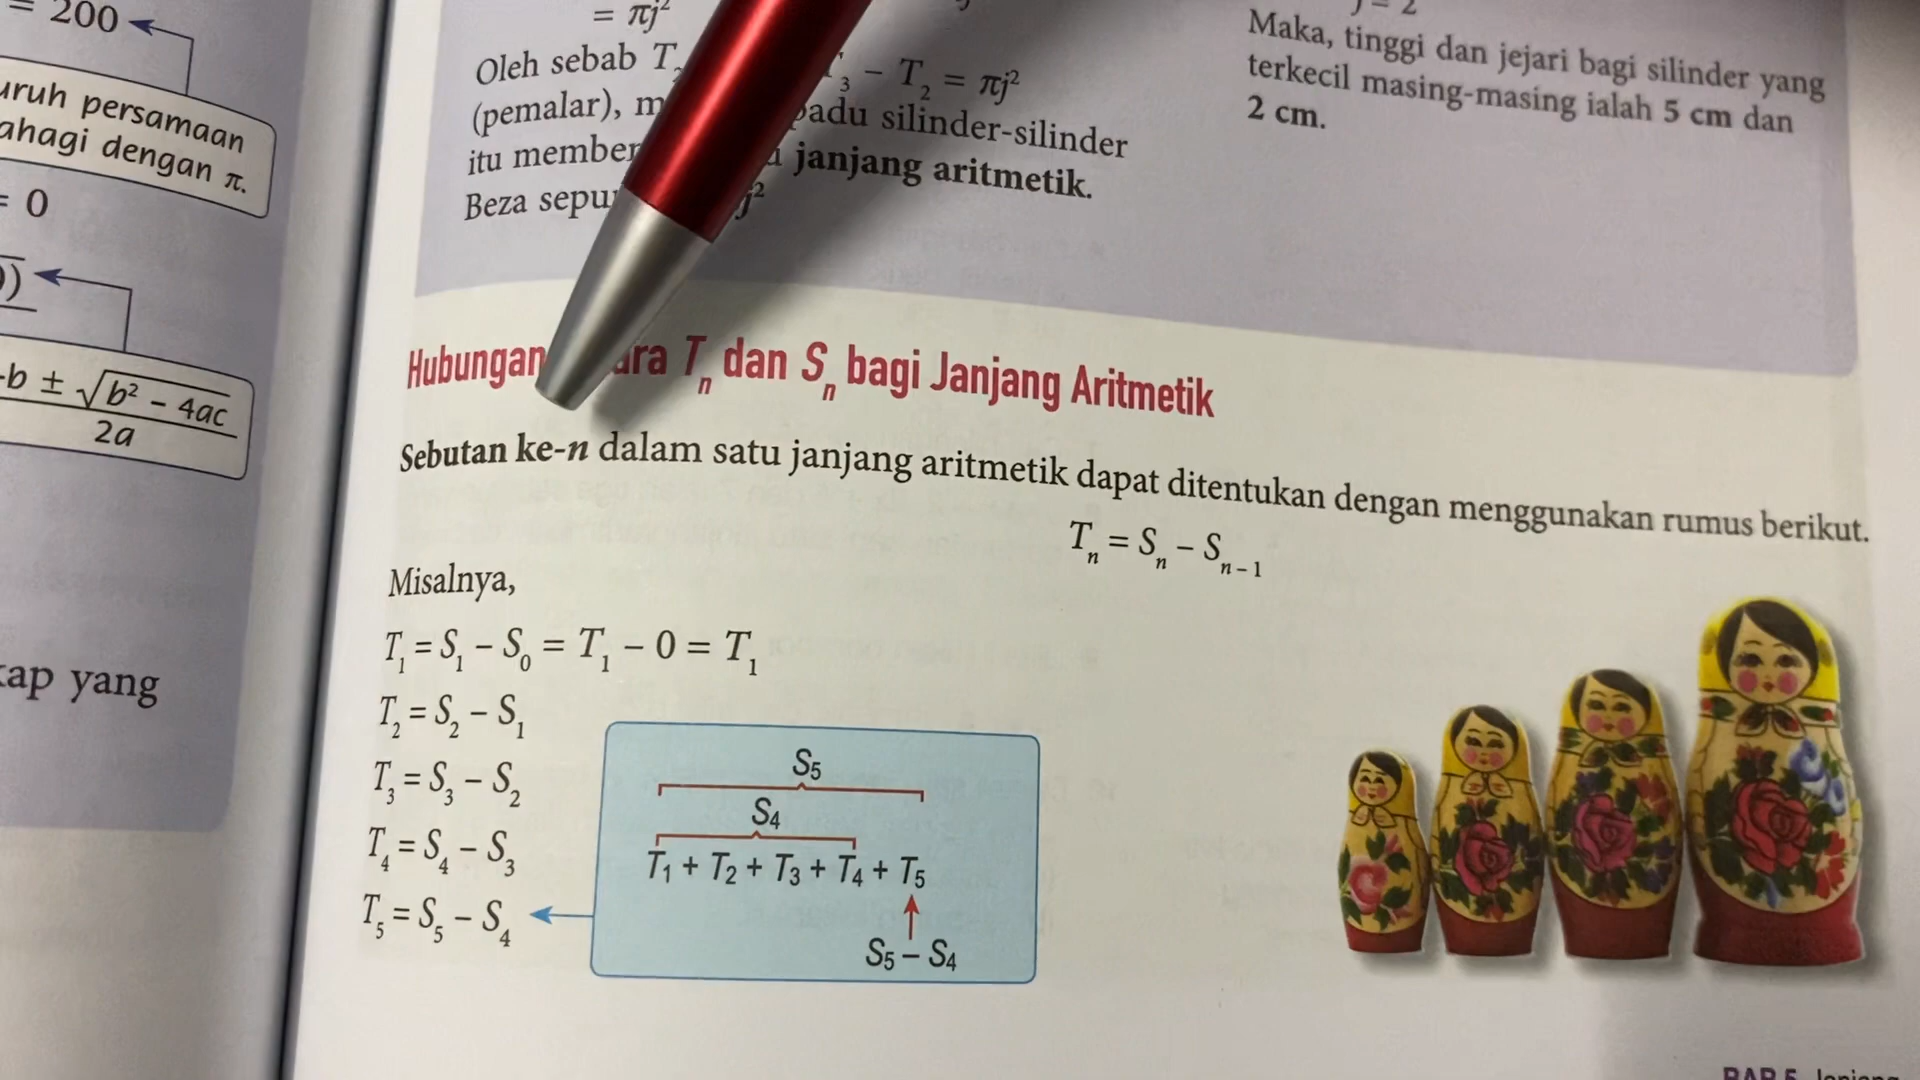 = 200
uruh persamaan
ahagi dengan π.
= 0
-b ± √b² – 4ac
2a
kap yang
= πj²
Oleh sebab T₂ T₃ – T₂ = πj²
(pemalar), padu silinder-silinder
itu janjang aritmetik.
Beza j²
j = 2
Maka, tinggi dan jejari bagi silinder yang
terkecil masing-masing ialah 5 cm dan
2 cm.
Hubungan Tₙ dan Sₙ bagi Janjang Aritmetik
Sebutan ke-n dalam satu janjang aritmetik dapat ditentukan dengan menggunakan rumus berikut.
Tₙ = Sₙ – Sₙ₋₁
Misalnya,
T₁ = S₁ – S₀ = T₁ – 0 = T₁
T₂ = S₂ – S₁
T₃ = S₃ – S₂
T₄ = S₄ – S₃
T₅ = S₅ – S₄
S₅
S₄
T₁ + T₂ + T₃ + T₄ + T₅
S₅ – S₄
BAB 5 Janjang